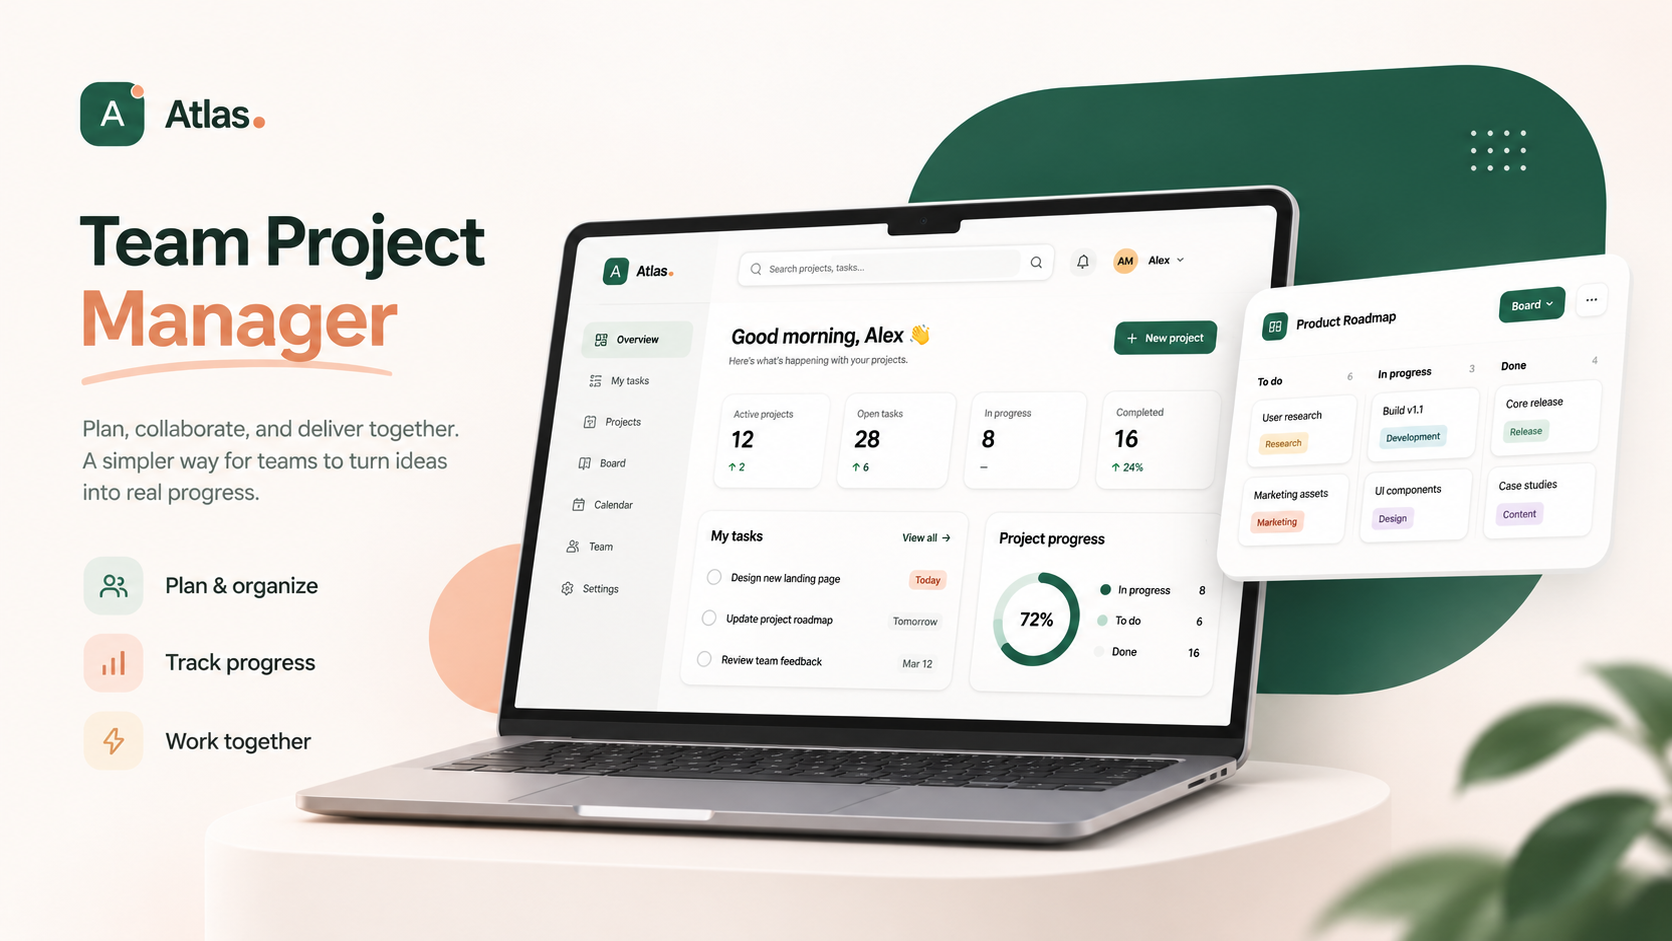 A
Atlas.
Team Project
Manager
Plan, collaborate, and deliver together.
A simpler way for teams to turn ideas
into real progress.
Plan & organize
Track progress
Work together
A Atlas.
Search projects, tasks...
AM Alex
Overview
My tasks
Projects
Board
Calendar
Team
Settings
Good morning, Alex 👋
Here's what's happening with your projects.
+ New project
Active projects
12
↑ 2
Open tasks
28
↑ 6
In progress
8
–
Completed
16
↑ 24%
My tasks
View all →
Design new landing page Today
Update project roadmap Tomorrow
Review team feedback Mar 12
Project progress
72%
In progress 8
To do 6
Done 16
Product Roadmap
Board
...
To do 6
User research
Research
Marketing assets
Marketing
In progress 3
Build v1.1
Development
UI components
Design
Done 4
Core release
Release
Case studies
Content